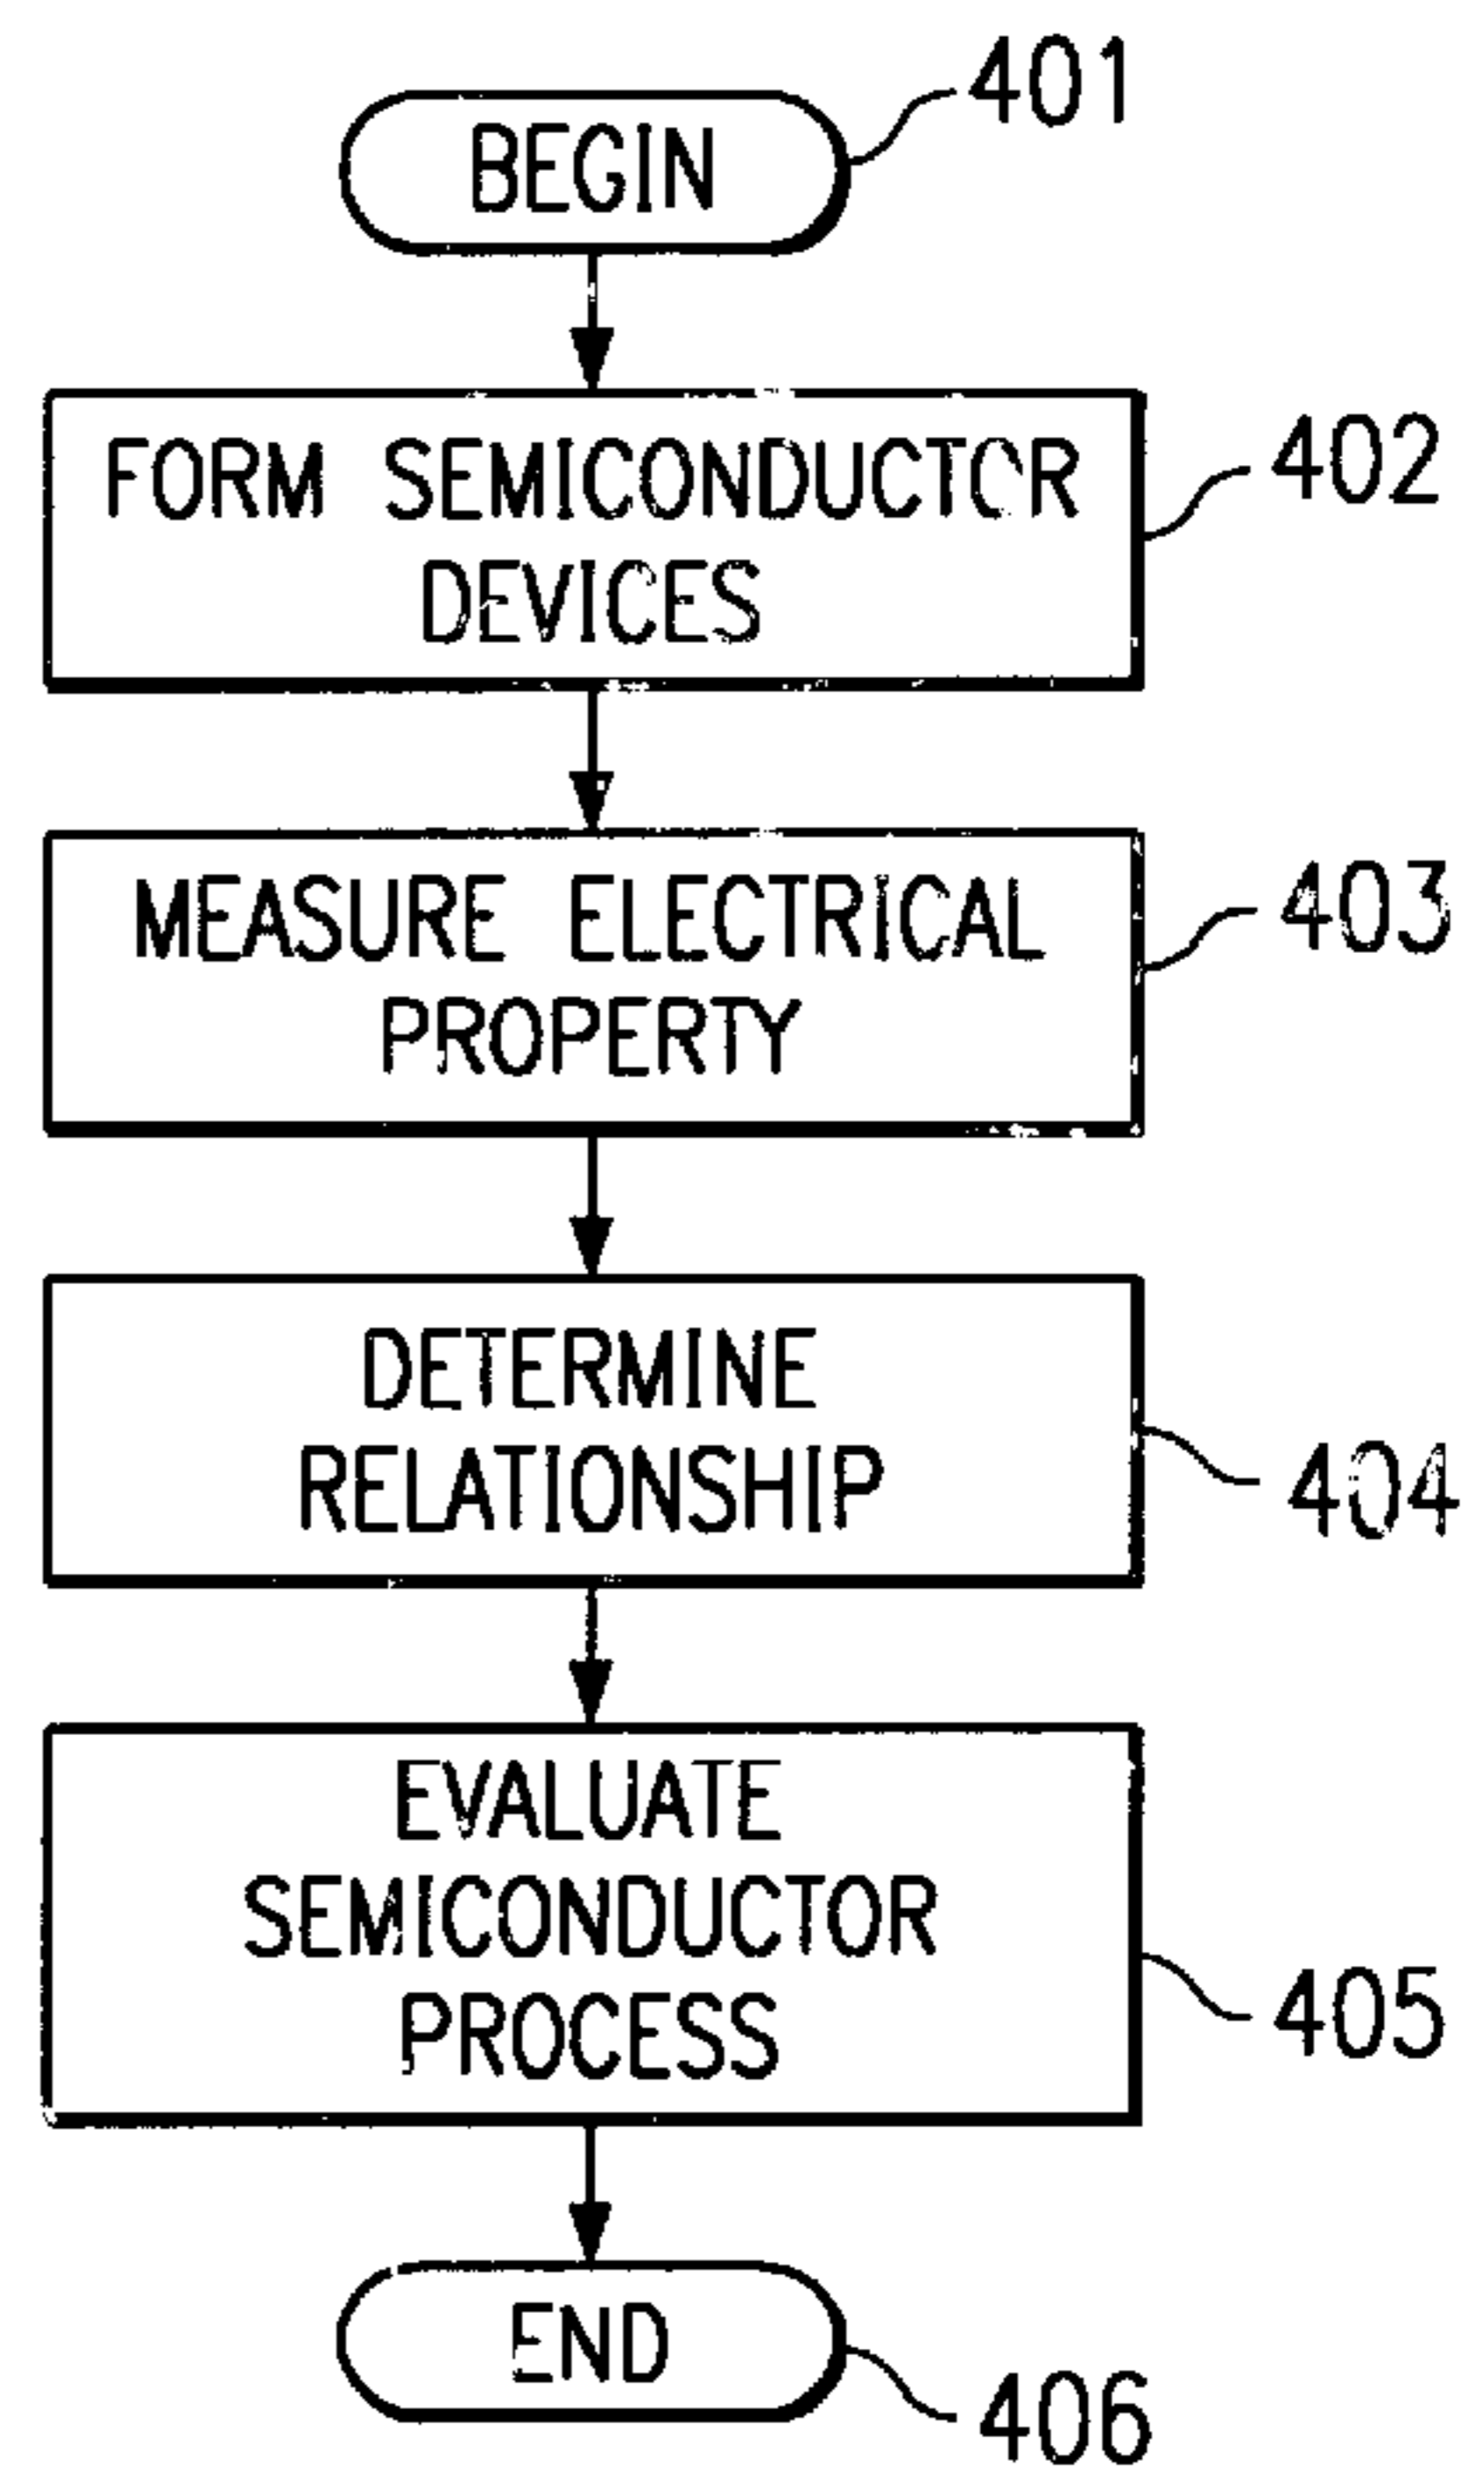 BEGIN
401
FORM SEMICONDUCTOR
DEVICES
402
MEASURE ELECTRICAL
PROPERTY
403
DETERMINE
RELATIONSHIP
404
EVALUATE
SEMICONDUCTOR
PROCESS
405
END
406